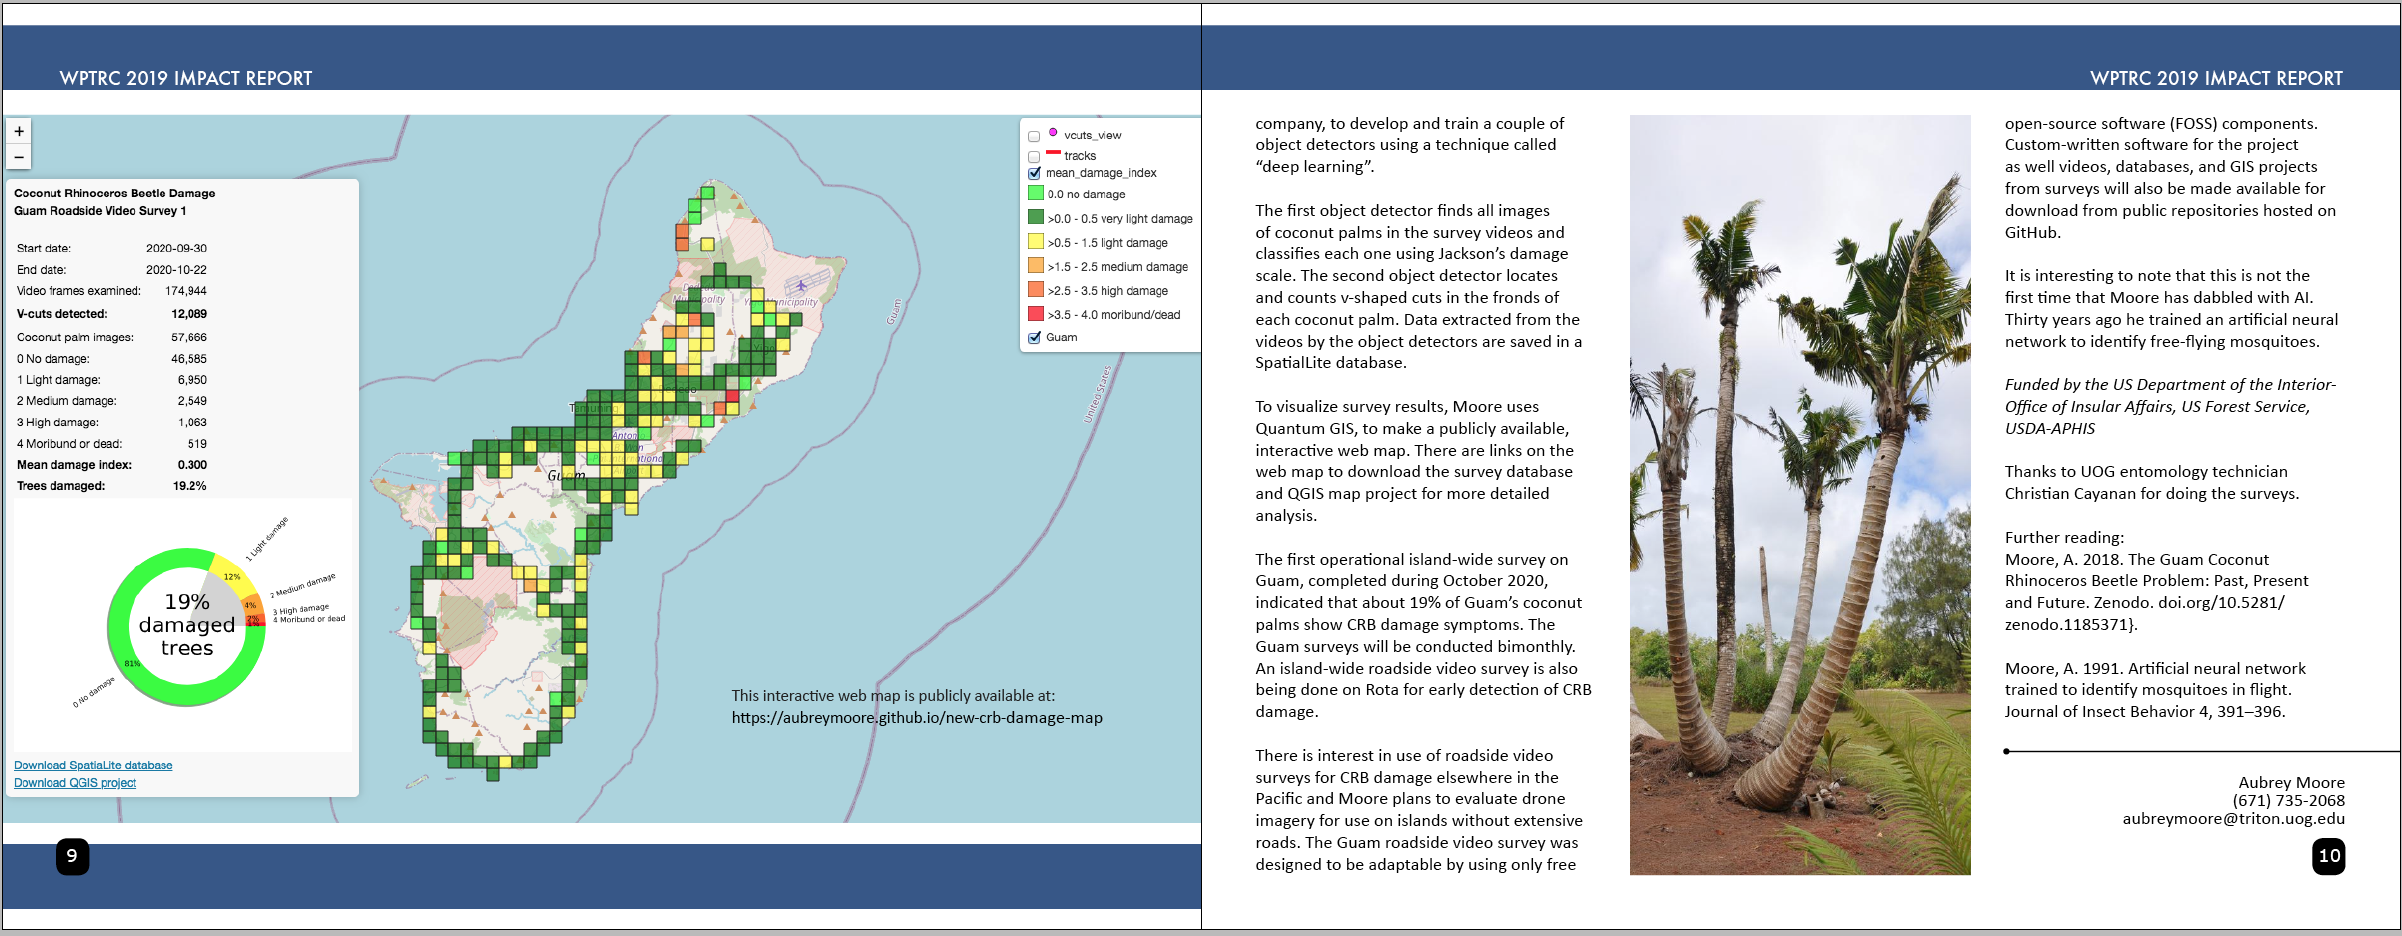 WPTRC 2019 IMPACT REPORT
+
−
Coconut Rhinoceros Beetle Damage
Guam Roadside Video Survey 1
Start date: 2020-09-30
End date: 2020-10-22
Video frames examined: 174,944
V-cuts detected: 12,089
Coconut palm images: 57,666
0 No damage: 46,585
1 Light damage: 6,950
2 Medium damage: 2,549
3 High damage: 1,063
4 Moribund or dead: 519
Mean damage index: 0.300
Trees damaged: 19.2%
1 Light damage
12%
2 Medium damage
4%
3 High damage
2%
4 Moribund or dead
19%
damaged
trees
81%
0 No damage
Download SpatiaLite database
Download QGIS project
vcuts_view
tracks
mean_damage_index
0.0 no damage
>0.0 - 0.5 very light damage
>0.5 - 1.5 light damage
>1.5 - 2.5 medium damage
>2.5 - 3.5 high damage
>3.5 - 4.0 moribund/dead
Guam
Guam
United States
Municipality
Municipality
Guam
This interactive web map is publicly available at:
https://aubreymoore.github.io/new-crb-damage-map
9
WPTRC 2019 IMPACT REPORT
company, to develop and train a couple of
object detectors using a technique called
“deep learning”.
The first object detector finds all images
of coconut palms in the survey videos and
classifies each one using Jackson’s damage
scale. The second object detector locates
and counts v-shaped cuts in the fronds of
each coconut palm. Data extracted from the
videos by the object detectors are saved in a
SpatialLite database.
To visualize survey results, Moore uses
Quantum GIS, to make a publicly available,
interactive web map. There are links on the
web map to download the survey database
and QGIS map project for more detailed
analysis.
The first operational island-wide survey on
Guam, completed during October 2020,
indicated that about 19% of Guam’s coconut
palms show CRB damage symptoms. The
Guam surveys will be conducted bimonthly.
An island-wide roadside video survey is also
being done on Rota for early detection of CRB
damage.
There is interest in use of roadside video
surveys for CRB damage elsewhere in the
Pacific and Moore plans to evaluate drone
imagery for use on islands without extensive
roads. The Guam roadside video survey was
designed to be adaptable by using only free
open-source software (FOSS) components.
Custom-written software for the project
as well videos, databases, and GIS projects
from surveys will also be made available for
download from public repositories hosted on
GitHub.
It is interesting to note that this is not the
first time that Moore has dabbled with AI.
Thirty years ago he trained an artificial neural
network to identify free-flying mosquitoes.
Funded by the US Department of the Interior-
Office of Insular Affairs, US Forest Service,
USDA-APHIS
Thanks to UOG entomology technician
Christian Cayanan for doing the surveys.
Further reading:
Moore, A. 2018. The Guam Coconut
Rhinoceros Beetle Problem: Past, Present
and Future. Zenodo. doi.org/10.5281/
zenodo.1185371}.
Moore, A. 1991. Artificial neural network
trained to identify mosquitoes in flight.
Journal of Insect Behavior 4, 391–396.
Aubrey Moore
(671) 735-2068
aubreymoore@triton.uog.edu
10